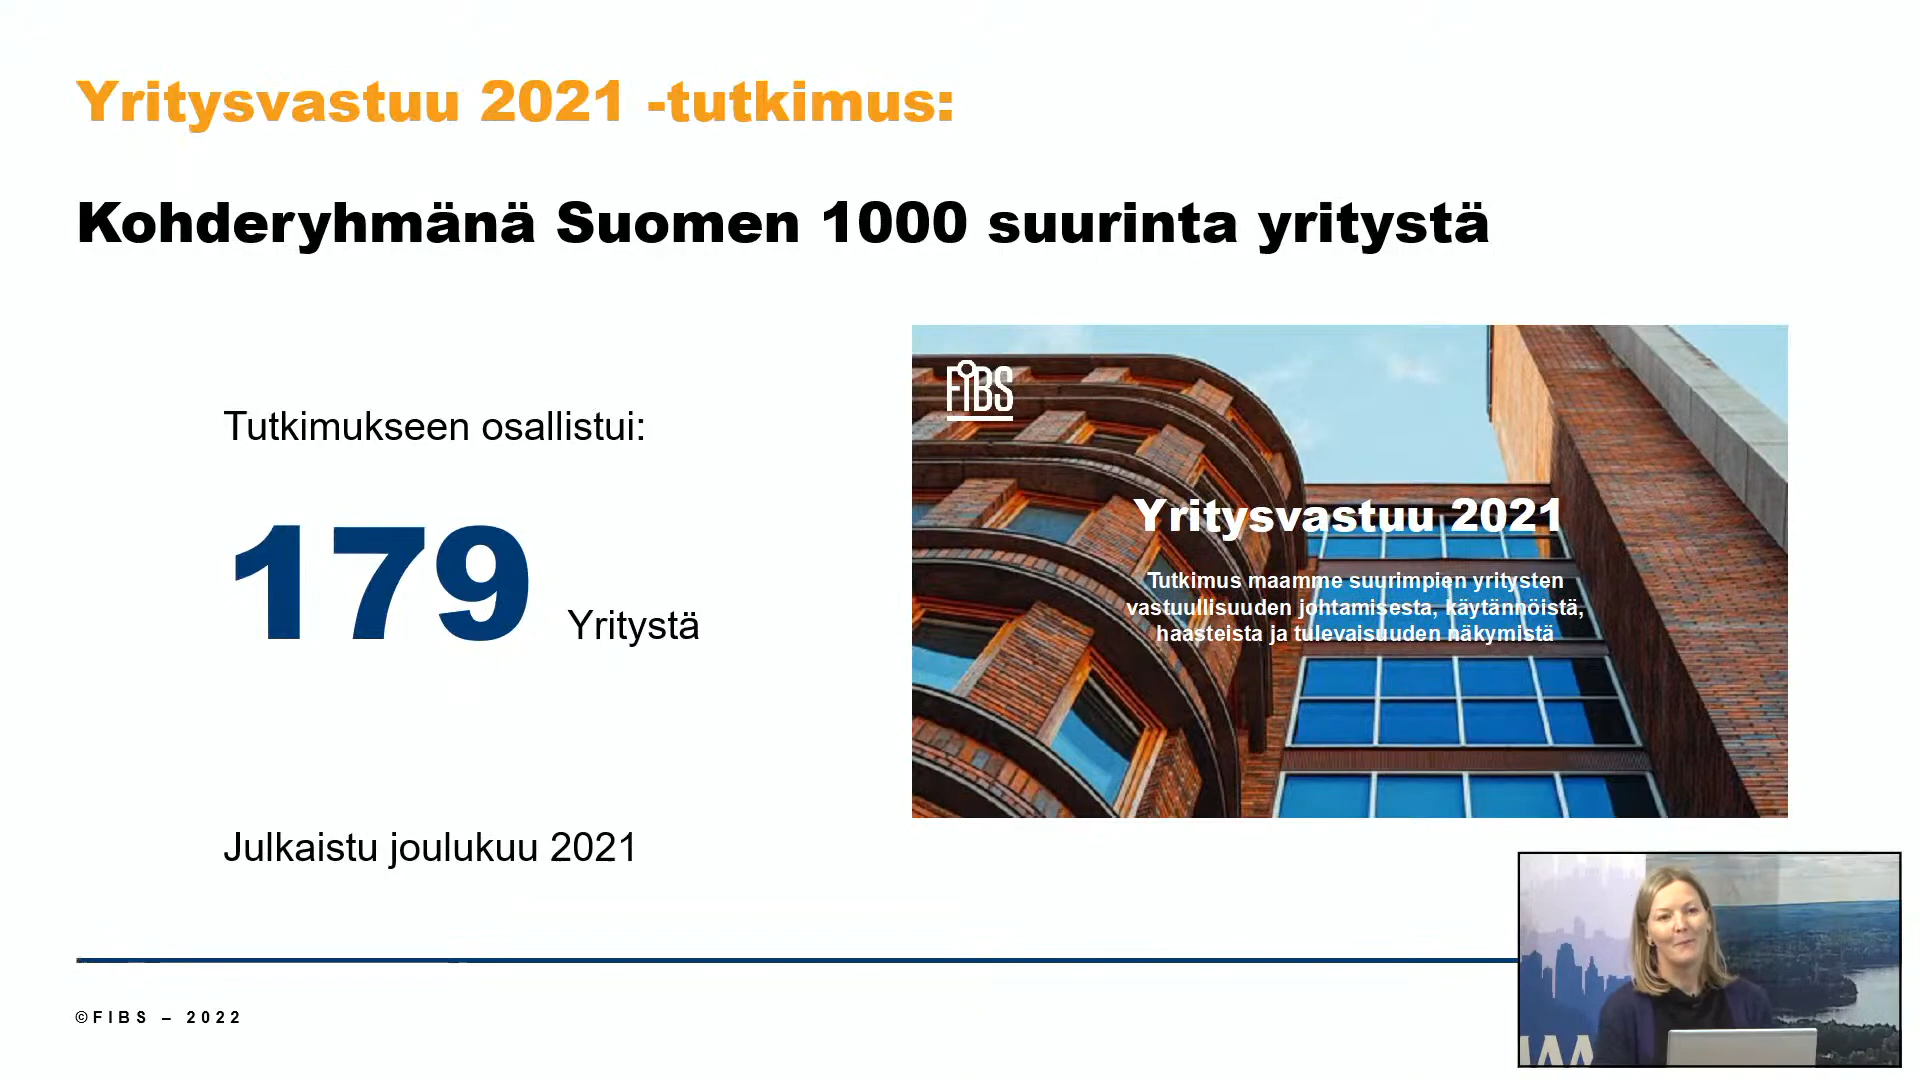 Yritysvastuu 2021 -tutkimus:
Kohderyhmänä Suomen 1000 suurinta yritystä
Tutkimukseen osallistui:
179 Yritystä
Julkaistu joulukuu 2021
FIBS
Yritysvastuu 2021
Tutkimus maamme suurimpien yritysten
vastuullisuuden johtamisesta, käytännöistä,
haasteista ja tulevaisuuden näkymistä
©FIBS – 2022